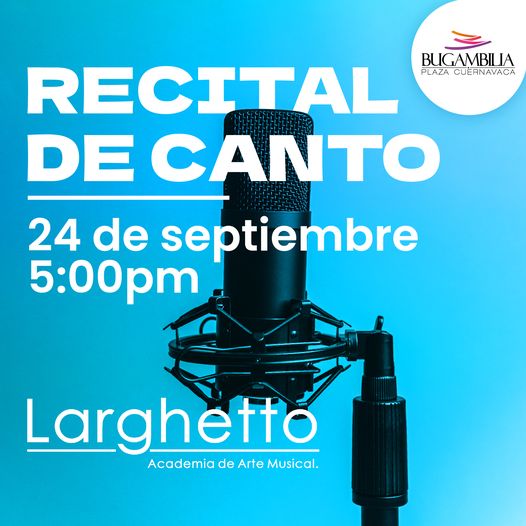 BUGAMBILIA
PLAZA CUERNAVACA
RECITAL
DE CANTO
24 de septiembre
5:00pm
Larghetto
Academia de Arte Musical.